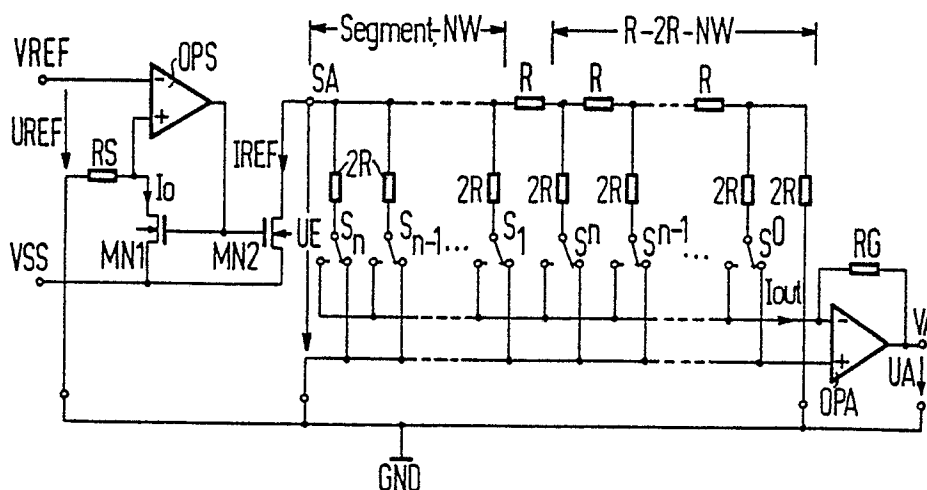 Segment-NW
R-2R-NW
VREF
OPS
SA
R
R
R
-
+
UREF
RS
IREF
Io
2R
2R
2R
2R
2R
2R
MN1
MN2
UE
Sn
Sn-1...
S1
Sn
Sn-1
...
S0
VSS
RG
Iout
-
+
UA
OPA
GND